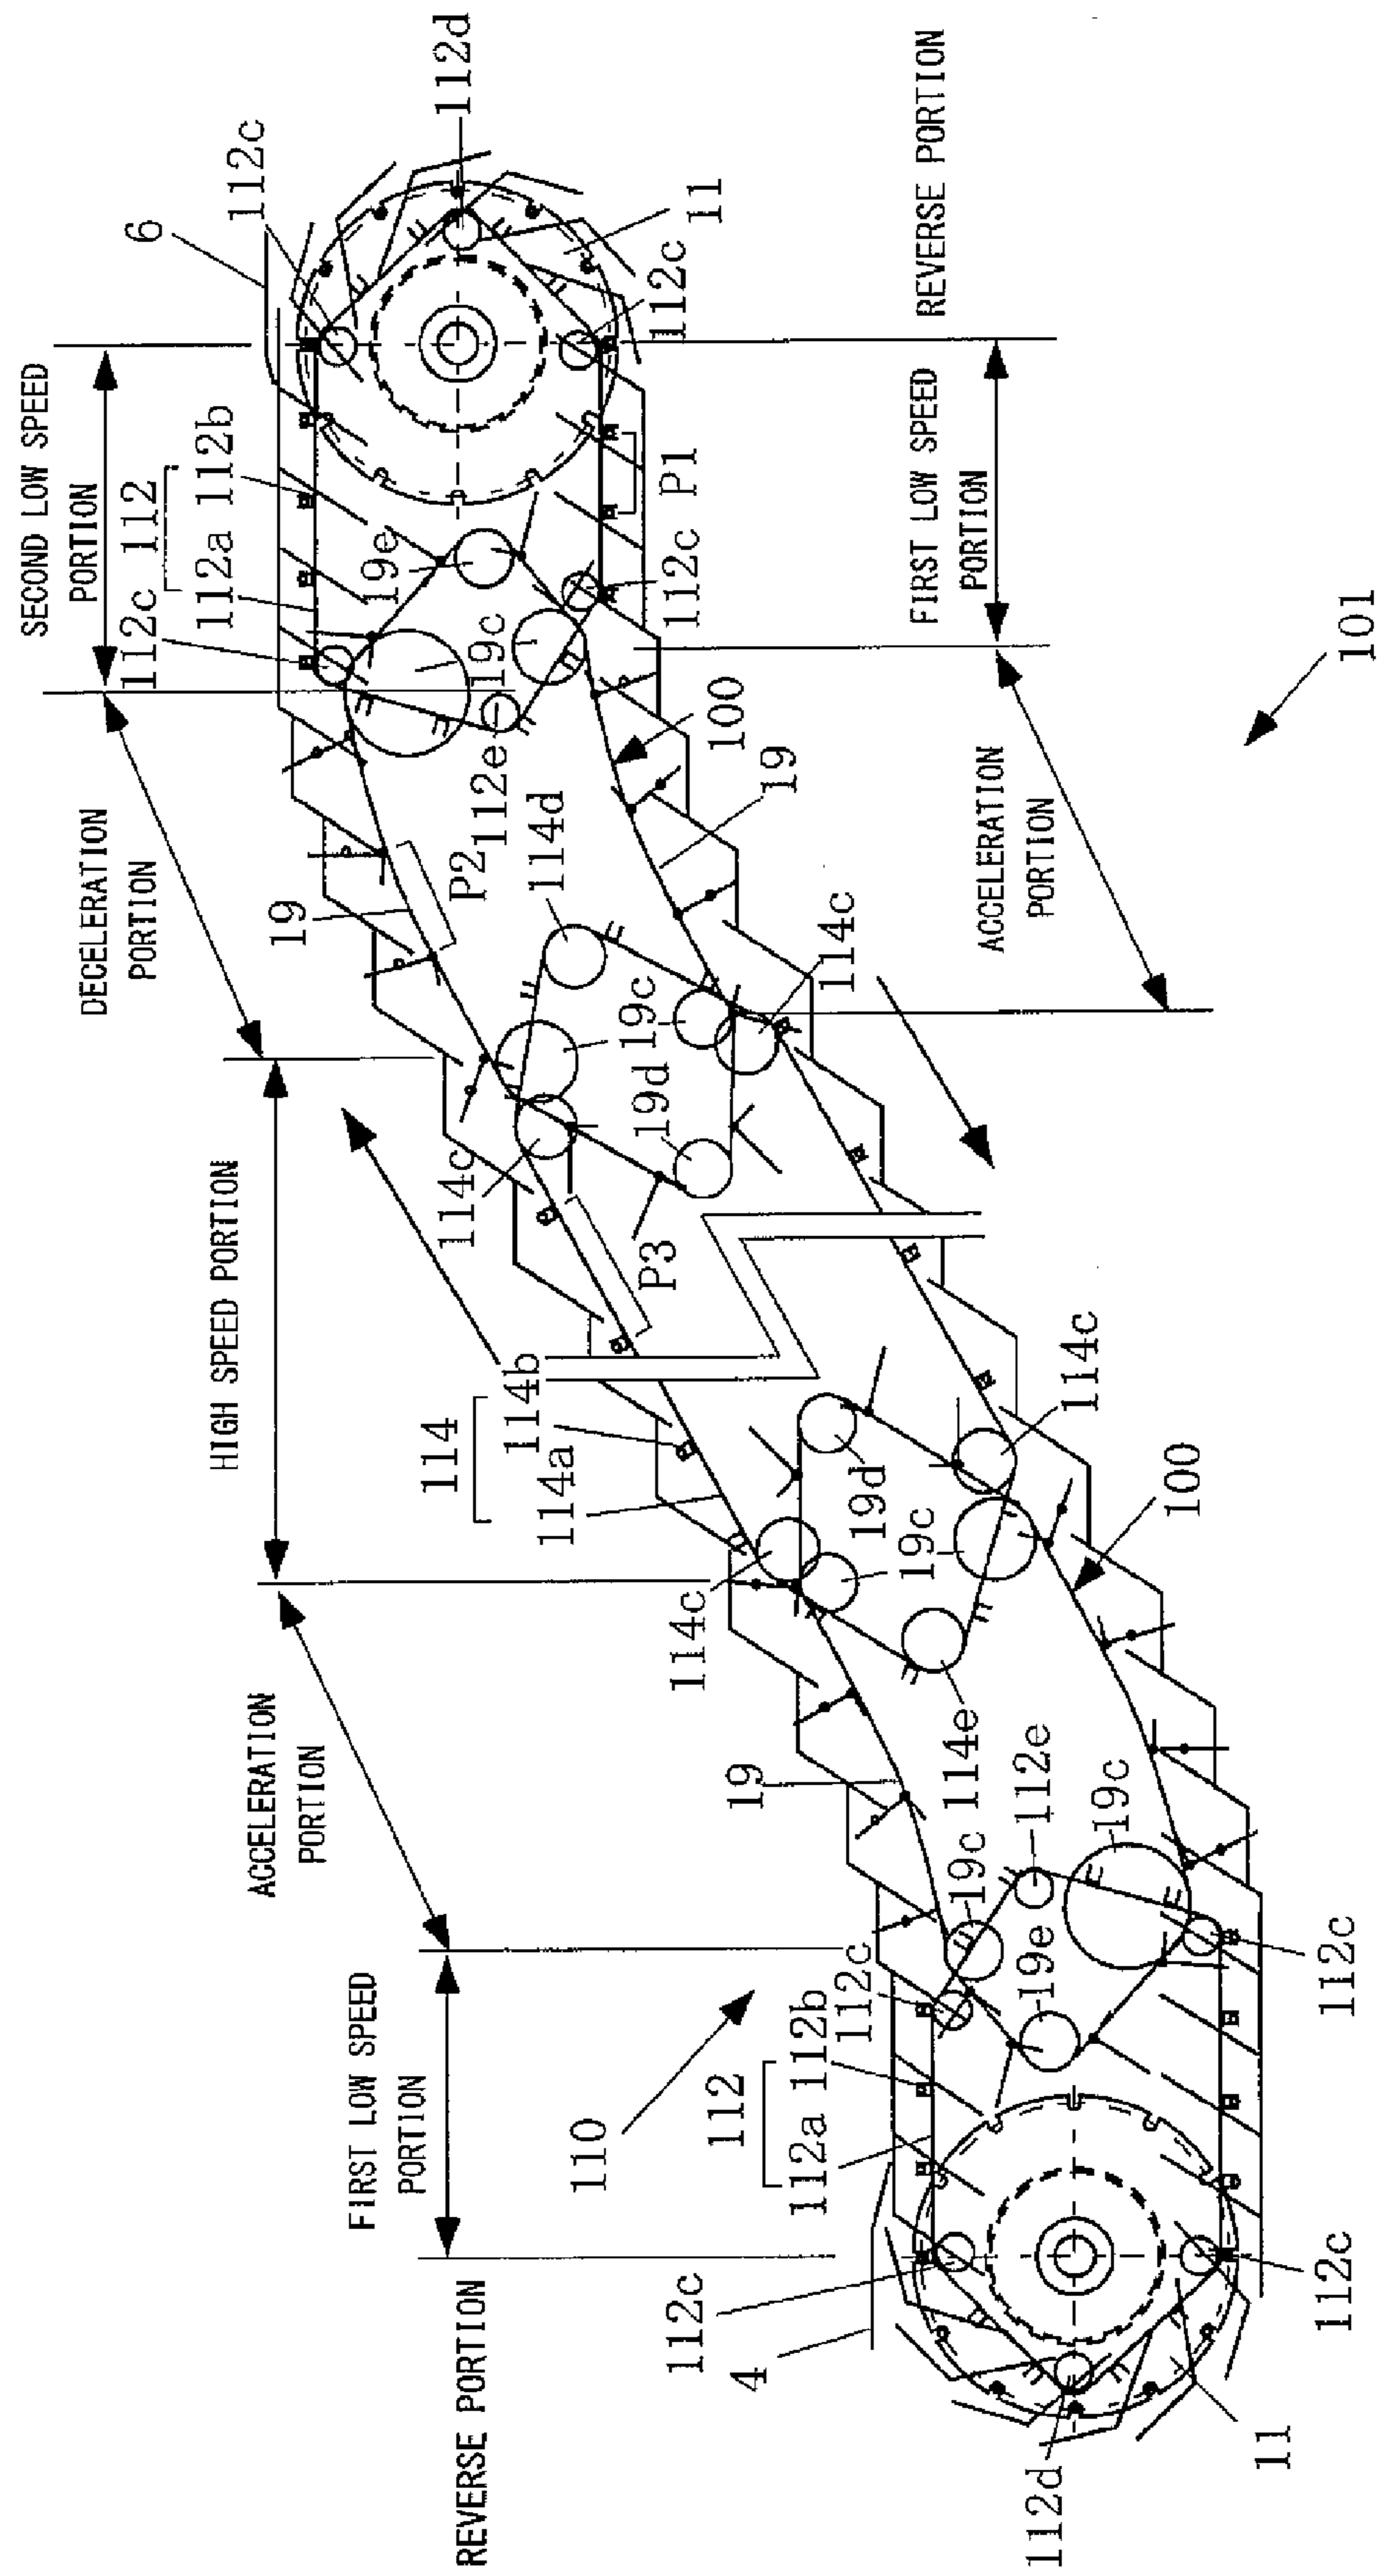 SECOND LOW SPEED
PORTION
DECELERATION
PORTION
HIGH SPEED PORTION
ACCELERATION
PORTION
FIRST LOW SPEED
PORTION
REVERSE PORTION
6
112c
112d
112
112c
112a
112b
19
19e
19c
P2
112e
114d
114
114b
114a
114c
P3
19c
19d
11
112c
P1
112c
100
19
114c
110
112
112a
112b
112c
112c
4
19
114c
19d
19c
114e
112e
19c
19e
19c
114c
100
112d
11
112c
112c
REVERSE PORTION
FIRST LOW SPEED
PORTION
ACCELERATION
PORTION
101